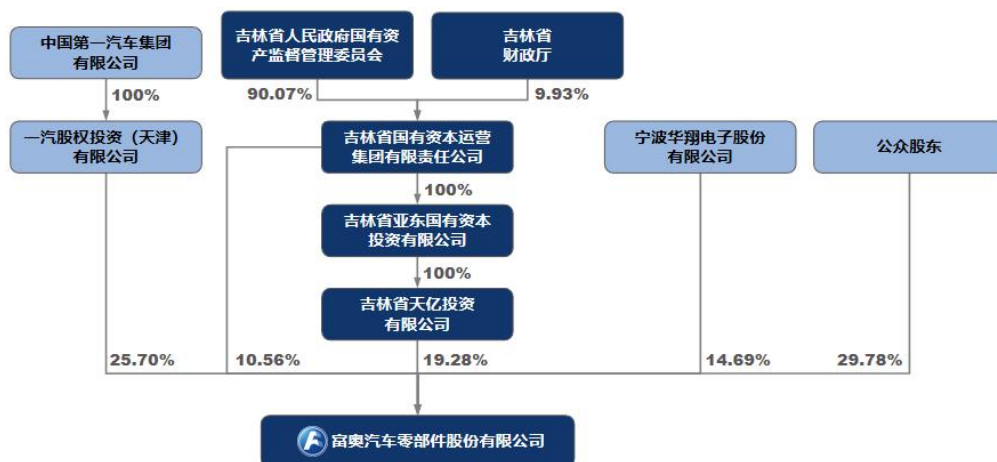 中国第一汽车集团
有限公司
吉林省人民政府国有资
产监督管理委员会
吉林省
财政厅
100%
90.07%
9.93%
一汽股权投资（天津）
有限公司
吉林省国有资本运营
集团有限责任公司
宁波华翔电子股份
有限公司
公众股东
100%
吉林省亚东国有资本
投资有限公司
100%
吉林省天亿投资
有限公司
25.70%
10.56%
19.28%
14.69%
29.78%
富奥汽车零部件股份有限公司